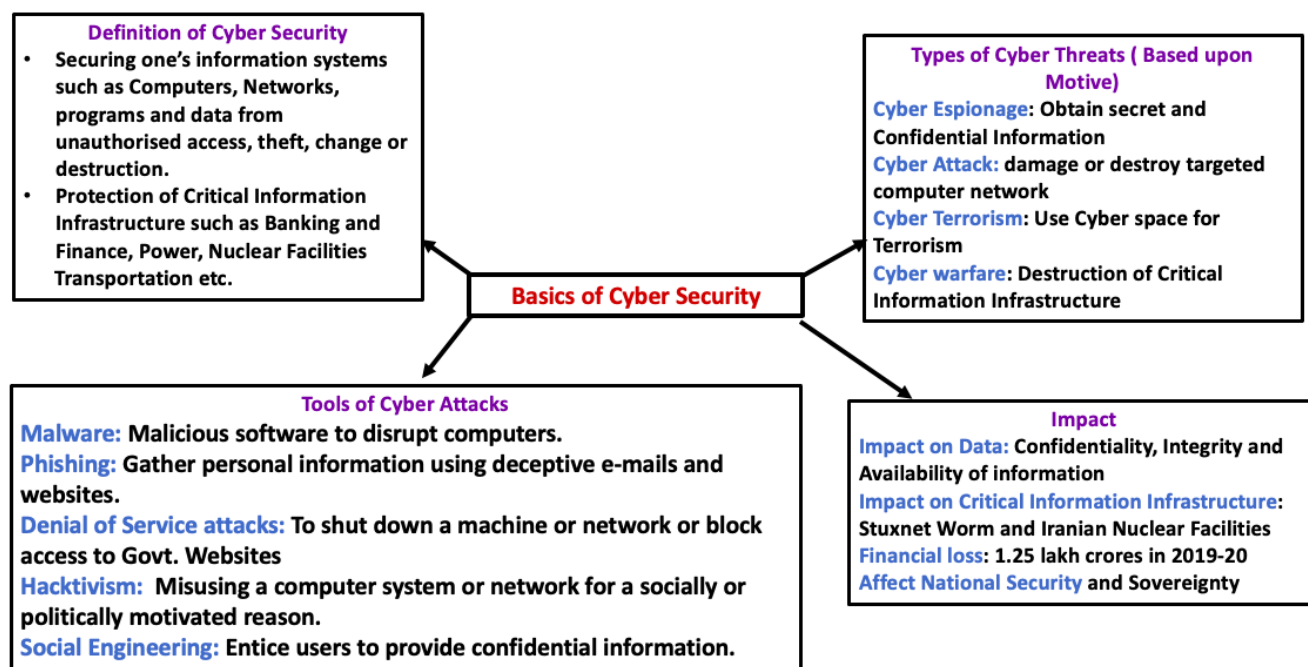 Definition of Cyber Security
• Securing one's information systems
such as Computers, Networks,
programs and data from
unauthorised access, theft, change or
destruction.
• Protection of Critical Information
Infrastructure such as Banking and
Finance, Power, Nuclear Facilities
Transportation etc.
Types of Cyber Threats ( Based upon
Motive)
Cyber Espionage: Obtain secret and
Confidential Information
Cyber Attack: damage or destroy targeted
computer network
Cyber Terrorism: Use Cyber space for
Terrorism
Cyber warfare: Destruction of Critical
Information Infrastructure
Basics of Cyber Security
Tools of Cyber Attacks
Malware: Malicious software to disrupt computers.
Phishing: Gather personal information using deceptive e-mails and
websites.
Denial of Service attacks: To shut down a machine or network or block
access to Govt. Websites
Hacktivism: Misusing a computer system or network for a socially or
politically motivated reason.
Social Engineering: Entice users to provide confidential information.
Impact
Impact on Data: Confidentiality, Integrity and
Availability of information
Impact on Critical Information Infrastructure:
Stuxnet Worm and Iranian Nuclear Facilities
Financial loss: 1.25 lakh crores in 2019-20
Affect National Security and Sovereignty